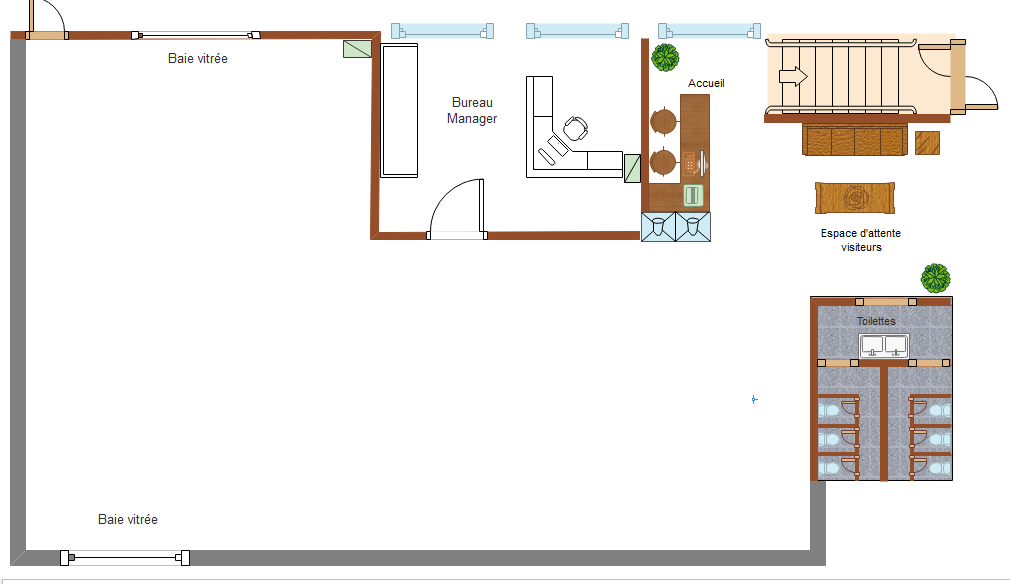 Baie vitrée
Bureau
Manager
Accueil
Espace d'attente
visiteurs
Toilettes
Baie vitrée